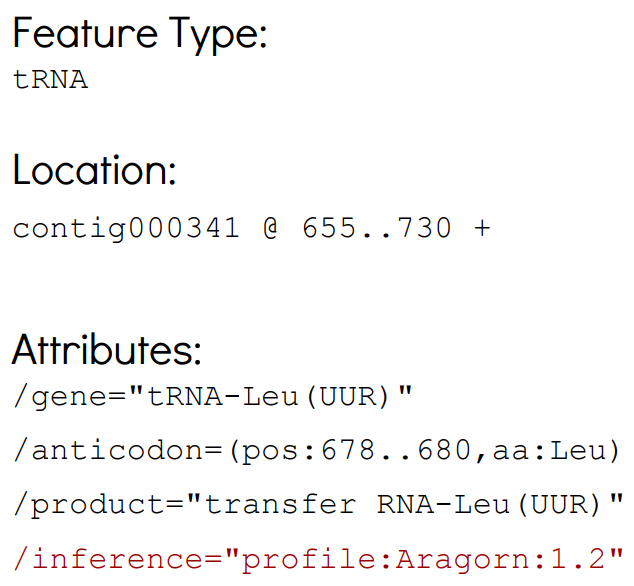 Feature Type:
tRNA
Location:
contig000341 @ 655..730 +
Attributes:
/gene="tRNA-Leu(UUR)"
/anticodon=(pos:678..680,aa:Leu)
/product="transfer RNA-Leu(UUR)"
/inference="profile:Aragorn:1.2"